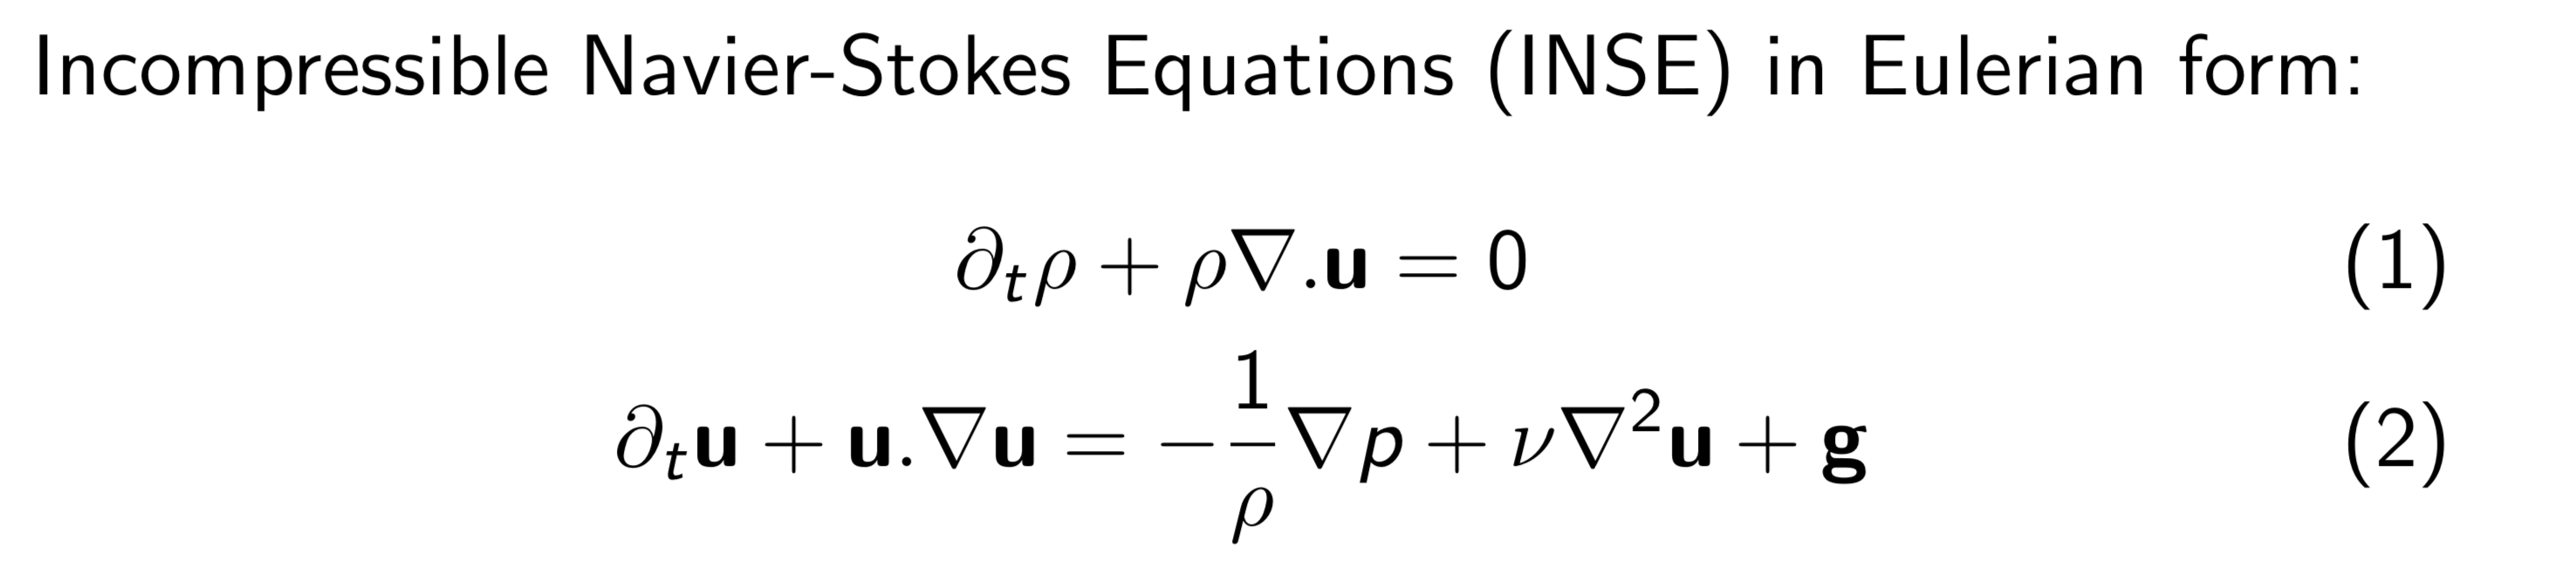 Incompressible Navier-Stokes Equations (INSE) in Eulerian form:
∂ₜρ + ρ∇.𝐮 = 0 (1)
∂ₜ𝐮 + 𝐮.∇𝐮 = −(1/ρ)∇p + ν∇²𝐮 + 𝐠 (2)